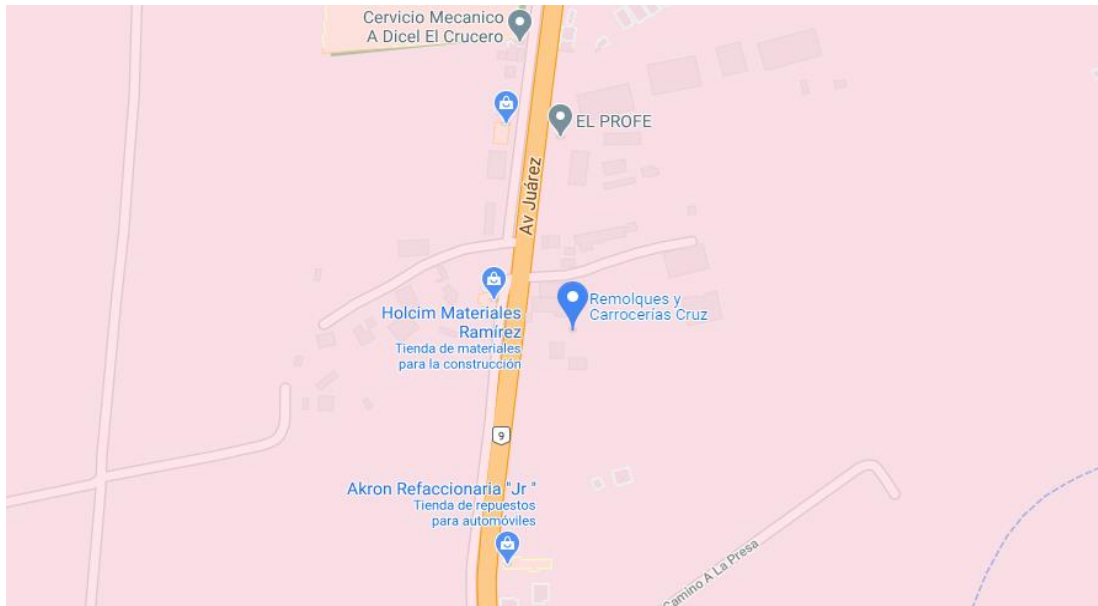 Cervicio Mecanico
A Dicel El Crucero
EL PROFE
Av Juárez
Remolques y
Carrocerías Cruz
Holcim Materiales
Ramírez
Tienda de materiales
para la construcción
9
Akron Refaccionaria "Jr "
Tienda de repuestos
para automóviles
Camino A La Presa